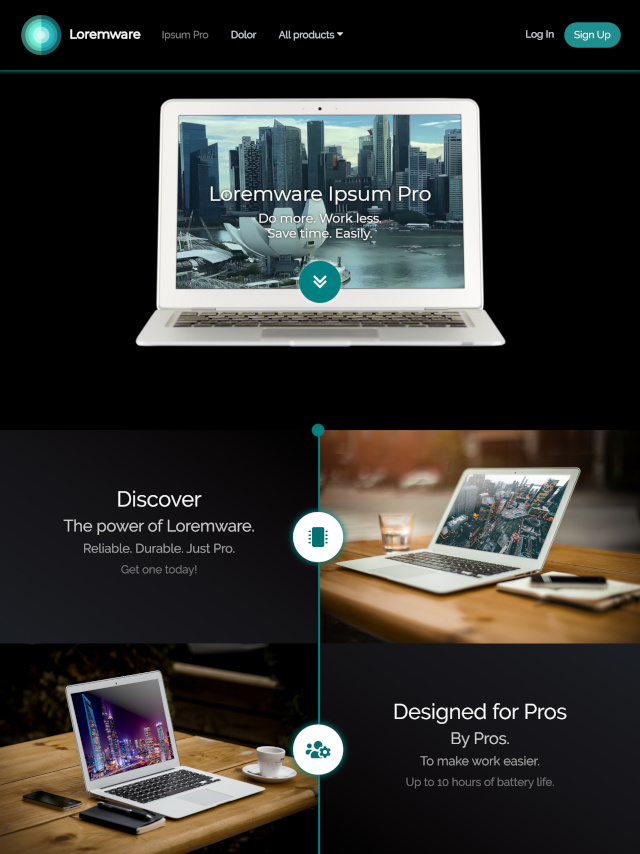 Loremware
Ipsum Pro
Dolor
All products
Log In
Sign Up
Loremware Ipsum Pro
Do more. Work less.
Save time. Easily.
Discover
The power of Loremware.
Reliable. Durable. Just Pro.
Get one today!
Designed for Pros
By Pros.
To make work easier.
Up to 10 hours of battery life.